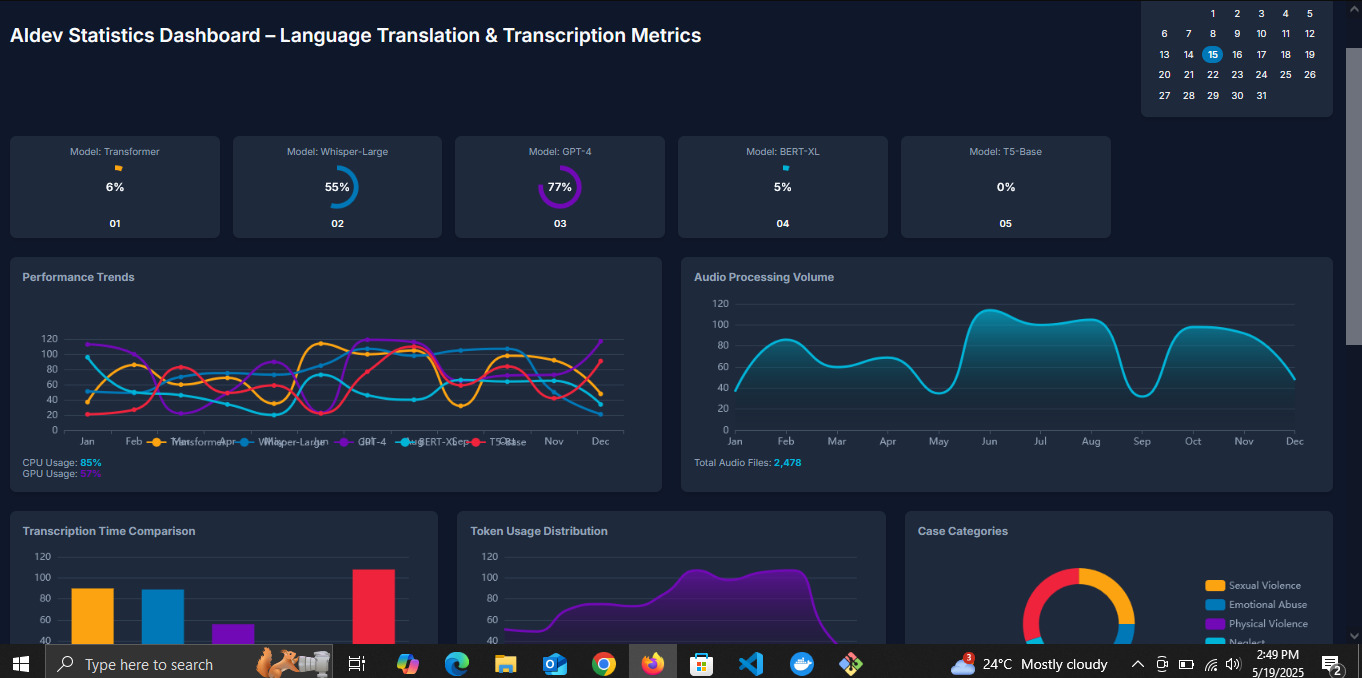 1 2 3 4 5
AIdev Statistics Dashboard – Language Translation & Transcription Metrics
6 7 8 9 10 11 12
13 14 15 16 17 18 19
20 21 22 23 24 25 26
27 28 29 30 31
Model: Transformer
6%
01
Model: Whisper-Large
55%
02
Model: GPT-4
77%
03
Model: BERT-XL
5%
04
Model: T5-Base
0%
05
Performance Trends
120
100
80
60
40
20
0
Jan Feb Mar Apr May Jun Jul Aug Sep Oct Nov Dec
Transformer Whisper-Large GPT-4 BERT-XL T5-Base
CPU Usage: 85%
GPU Usage: 57%
Audio Processing Volume
120
100
80
60
40
20
0
Jan Feb Mar Apr May Jun Jul Aug Sep Oct Nov Dec
Total Audio Files: 2,478
Transcription Time Comparison
120
100
80
60
40
Token Usage Distribution
120
100
80
60
40
Case Categories
Sexual Violence
Emotional Abuse
Physical Violence
Neglect
Type here to search
3
24°C Mostly cloudy
2:49 PM
5/19/2025
2